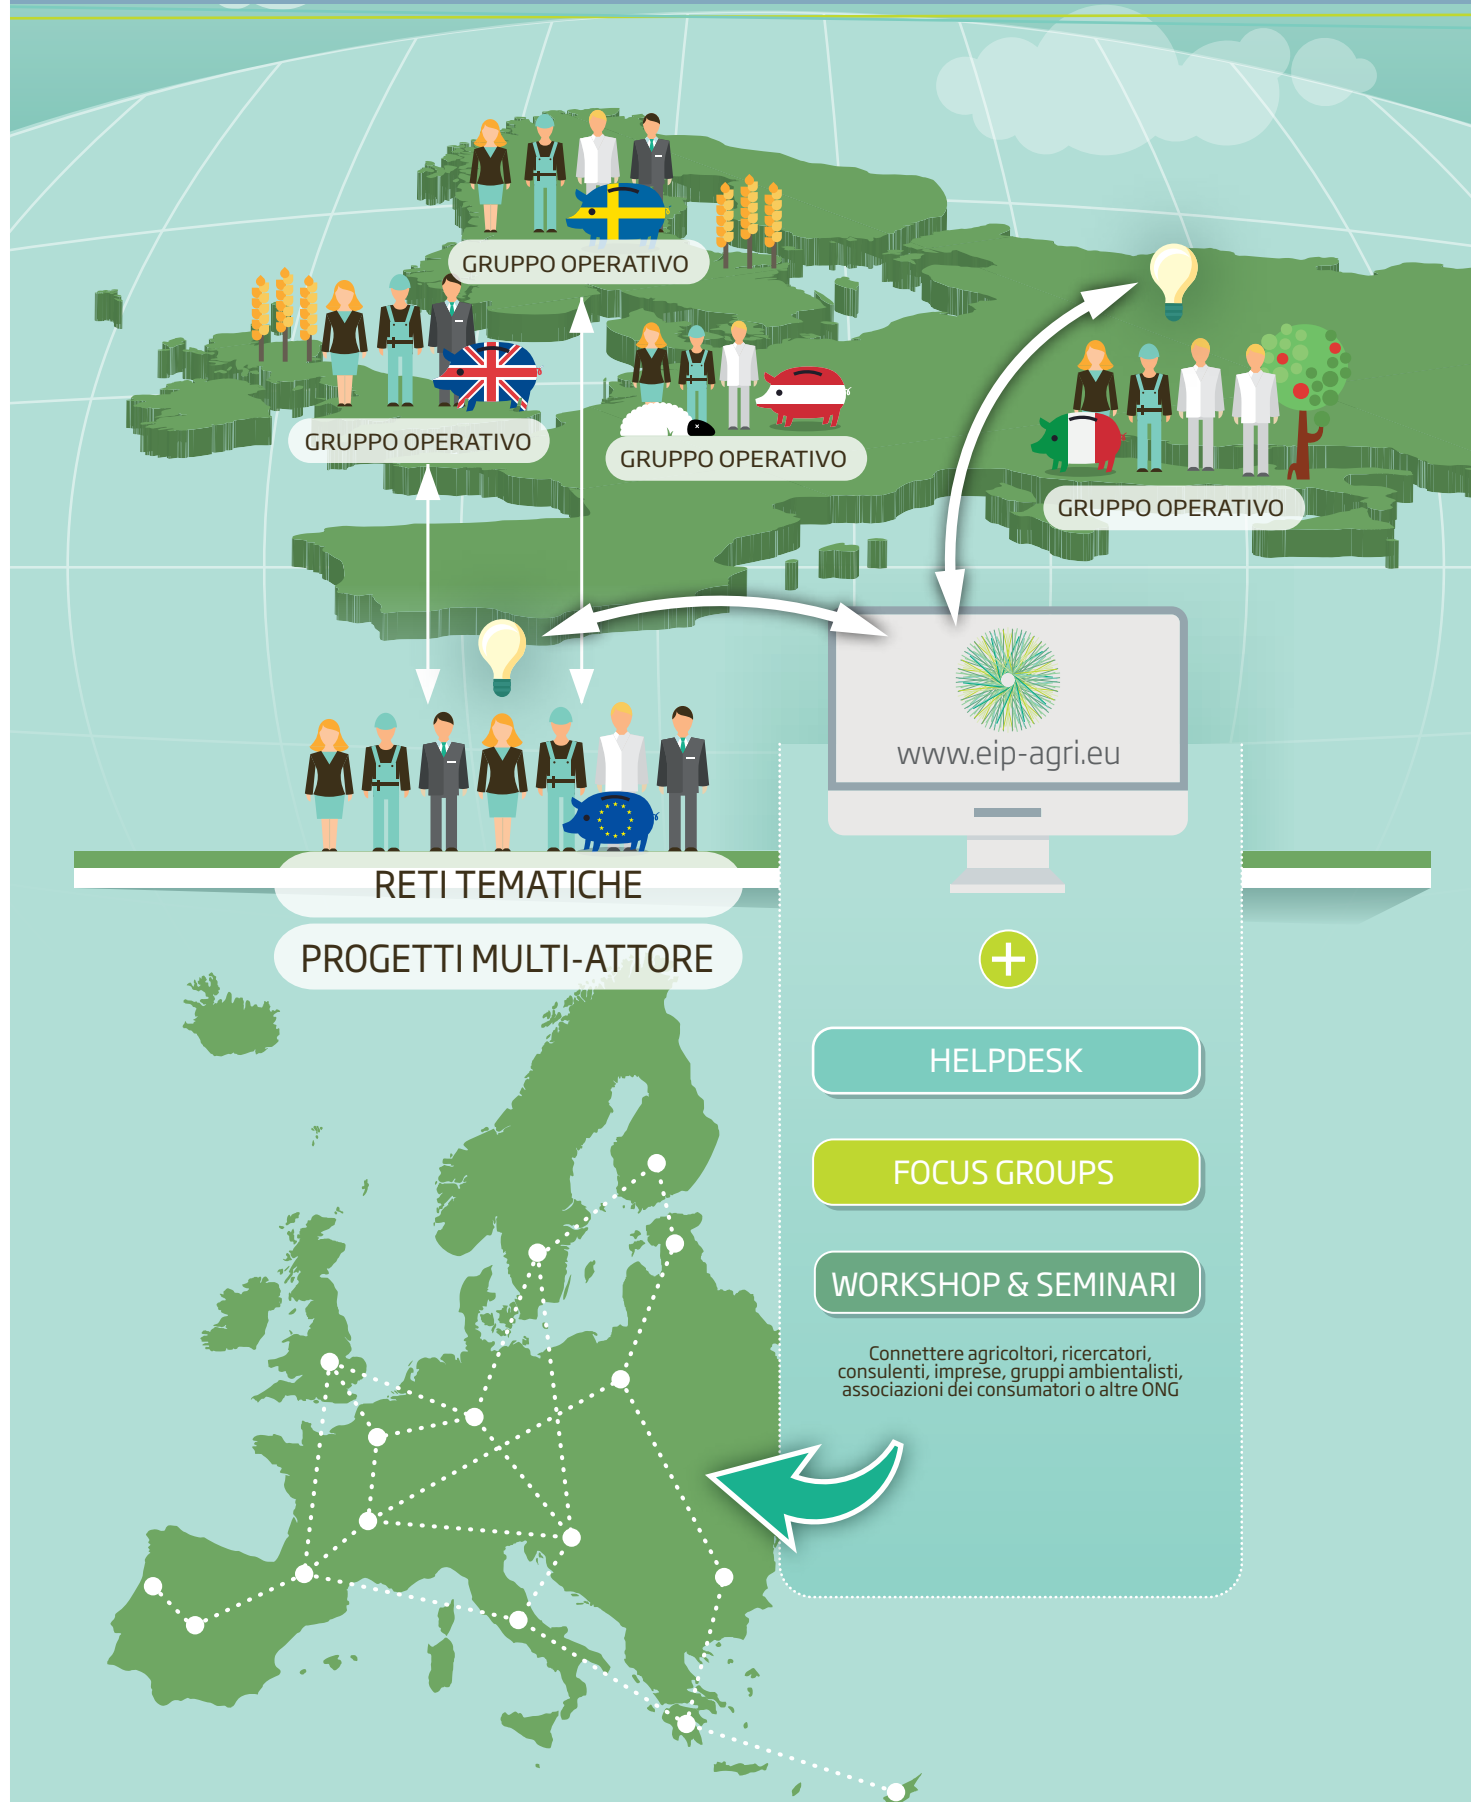 GRUPPO OPERATIVO
GRUPPO OPERATIVO
GRUPPO OPERATIVO
GRUPPO OPERATIVO
www.eip-agri.eu
RETI TEMATICHE
PROGETTI MULTI-ATTORE
HELPDESK
FOCUS GROUPS
WORKSHOP & SEMINARI
Connettere agricoltori, ricercatori,
consulenti, imprese, gruppi ambientalisti,
associazioni dei consumatori o altre ONG